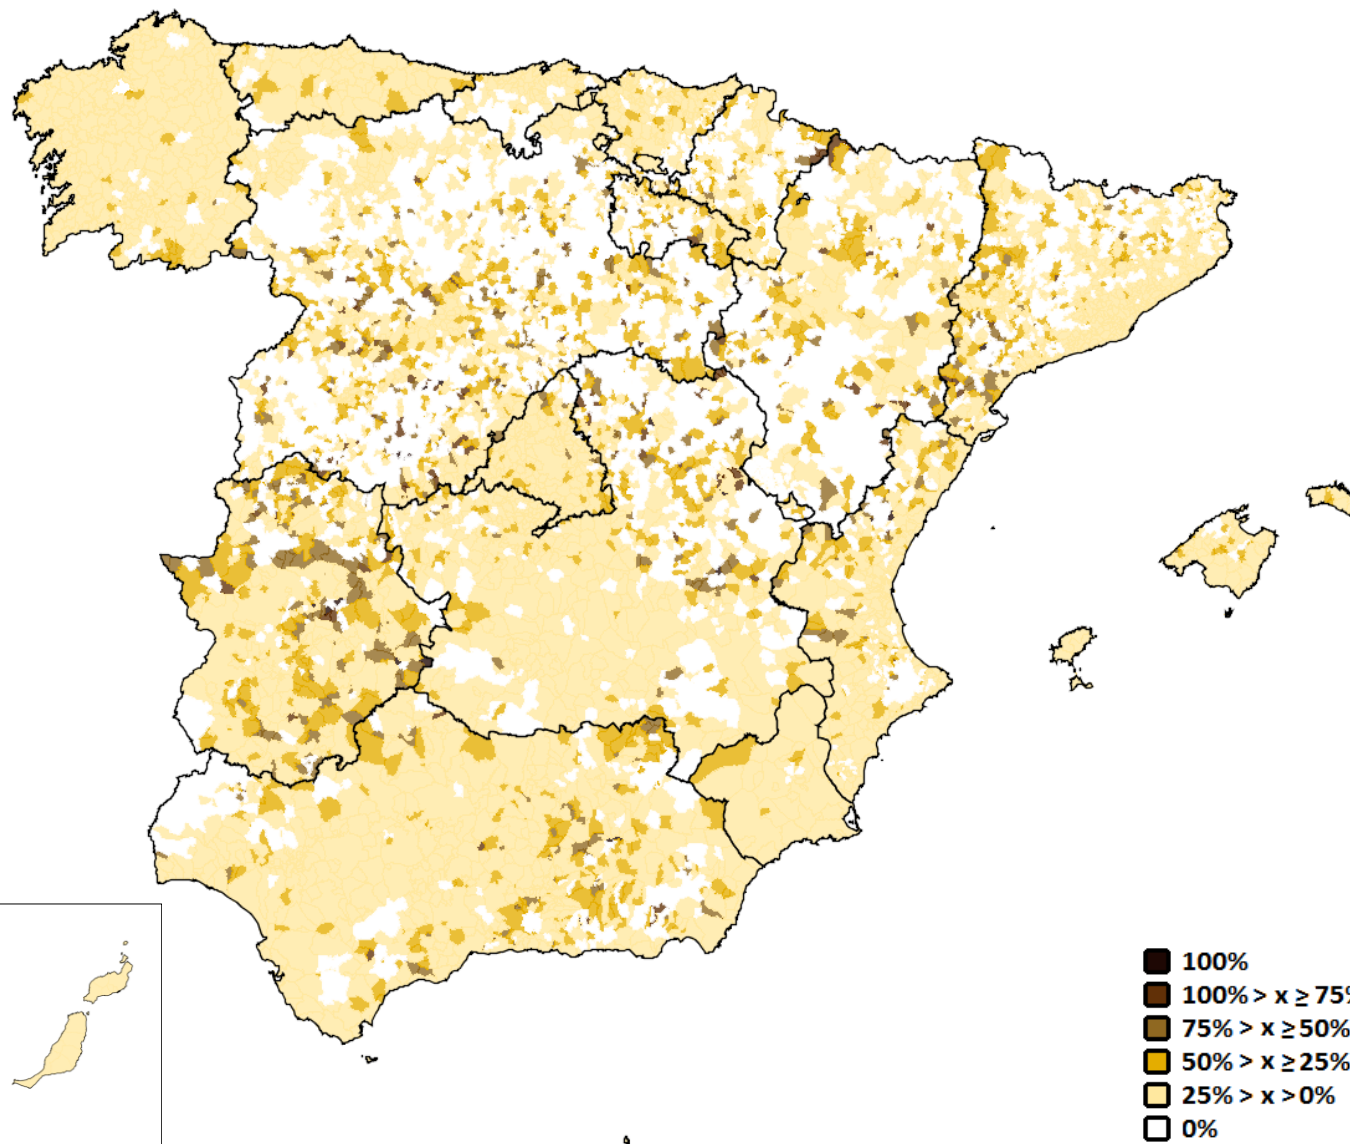 100%
100% > x ≥ 75%
75% > x ≥ 50%
50% > x ≥ 25%
25% > x > 0%
0%